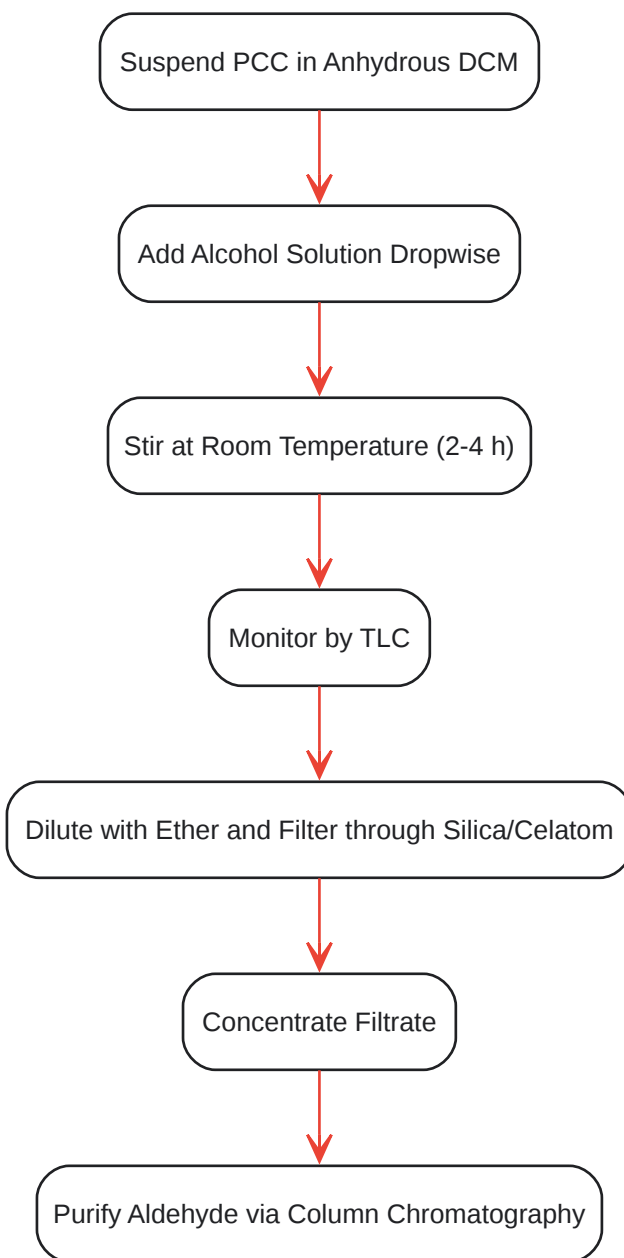 Suspend PCC in Anhydrous DCM
Add Alcohol Solution Dropwise
Stir at Room Temperature (2-4 h)
Monitor by TLC
Dilute with Ether and Filter through Silica/Celatom
Concentrate Filtrate
Purify Aldehyde via Column Chromatography